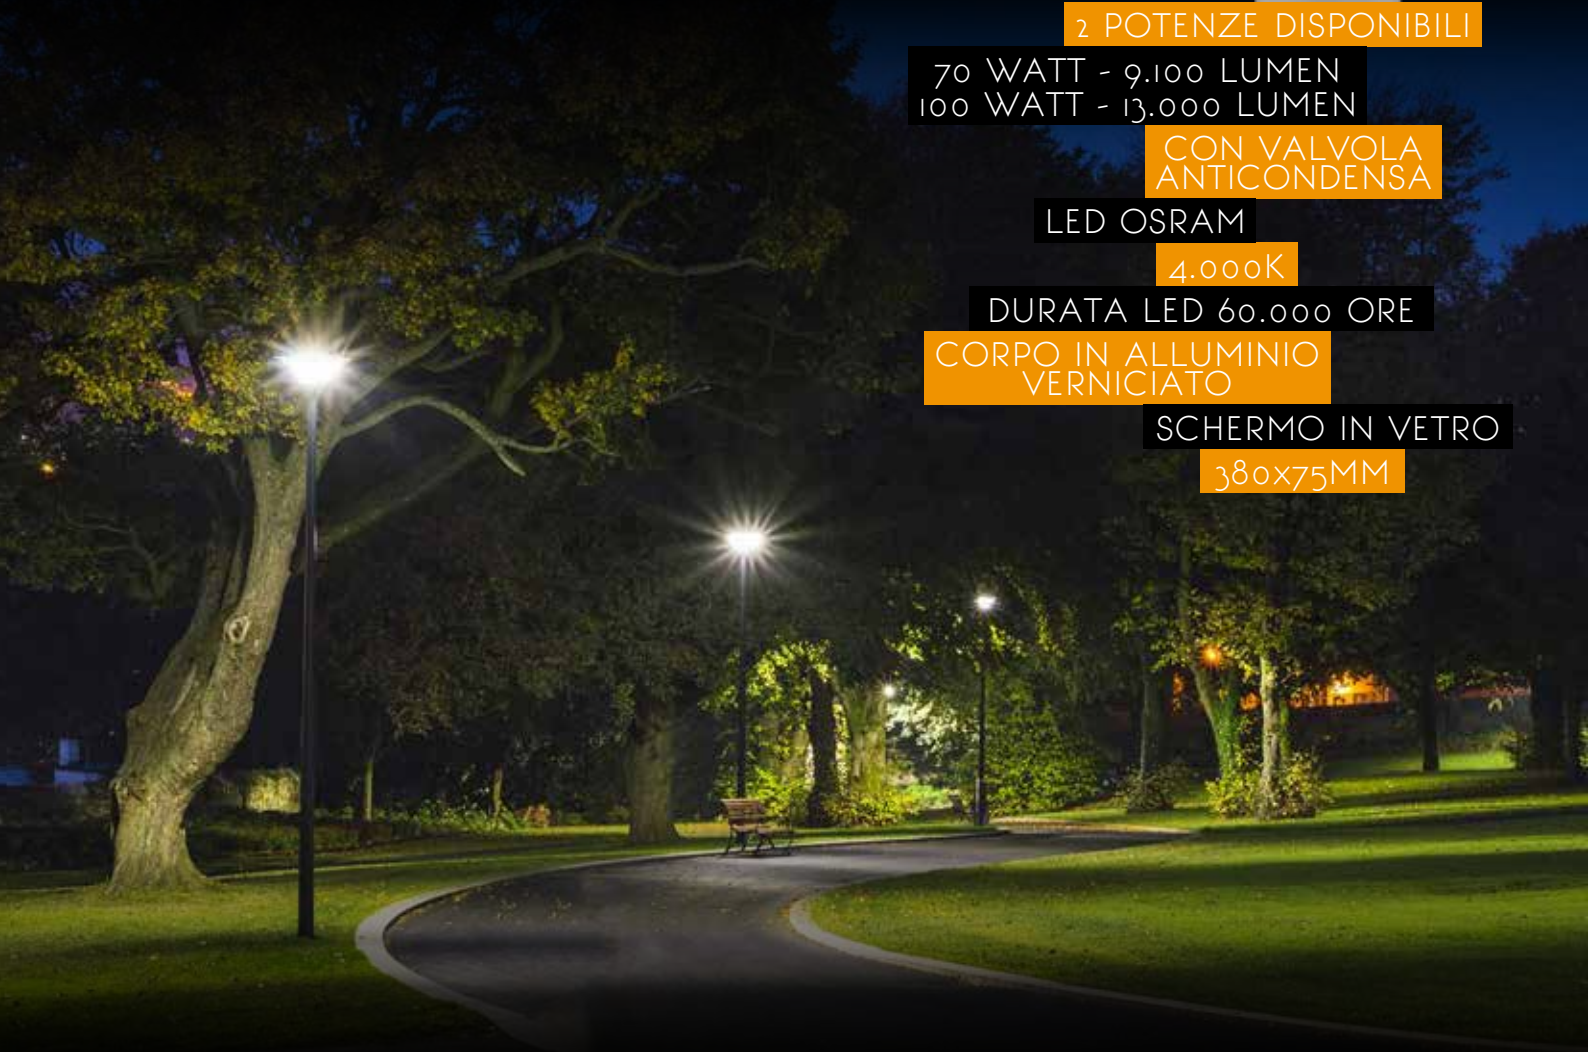 2 POTENZE DISPONIBILI
70 WATT - 9.100 LUMEN
100 WATT - 13.000 LUMEN
CON VALVOLA
ANTICONDENSA
LED OSRAM
4.000K
DURATA LED 60.000 ORE
CORPO IN ALLUMINIO
VERNICIATO
SCHERMO IN VETRO
380X75MM